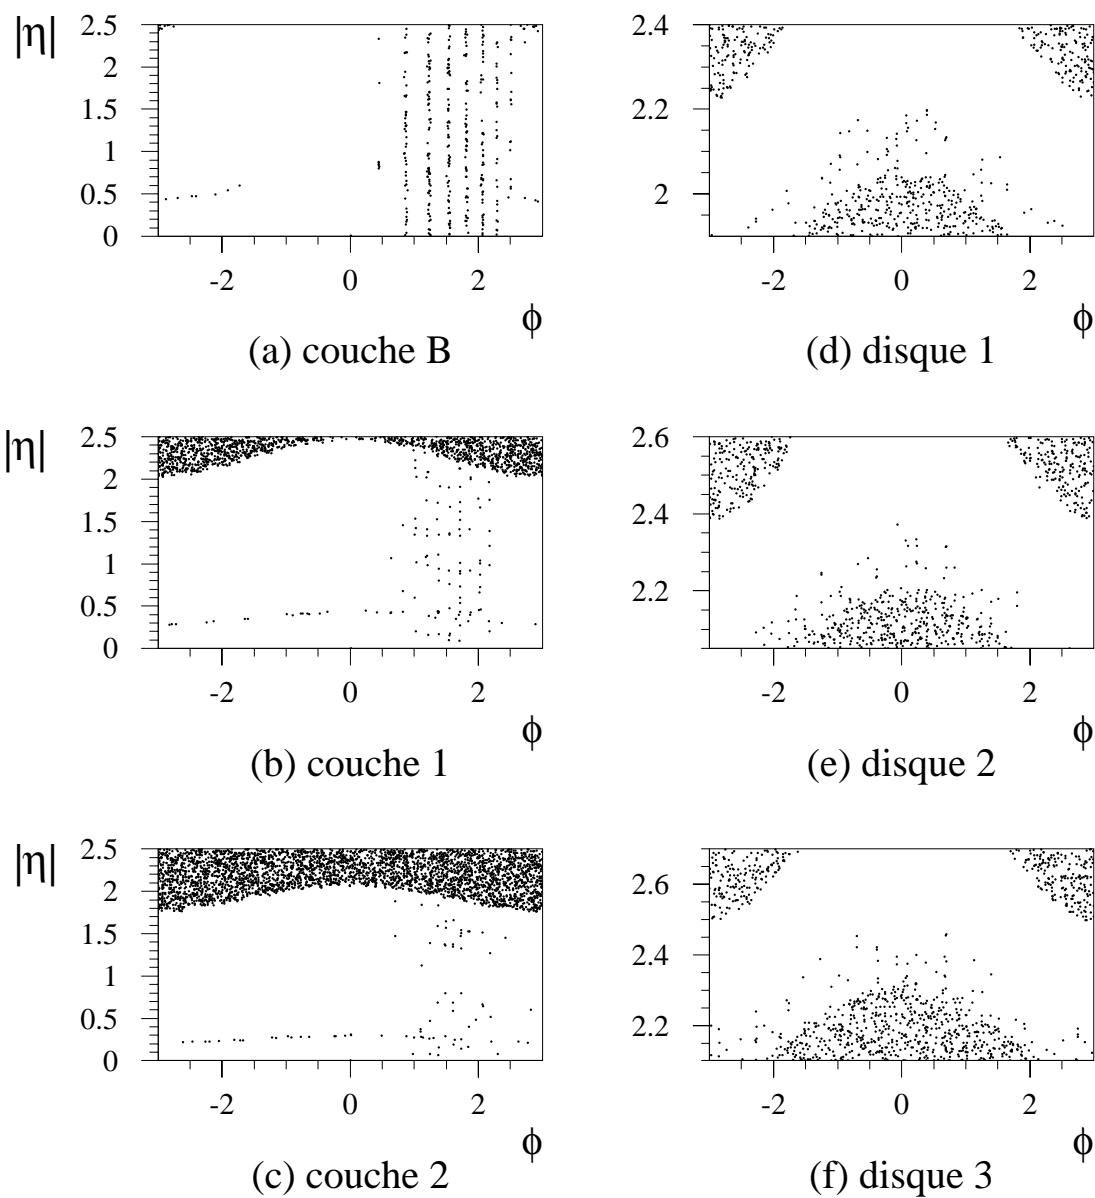 |η|
2.5
2
1.5
1
0.5
0
-2 0 2
ϕ
(a) couche B
2.4
2.2
2
-2 0 2
ϕ
(d) disque 1
|η|
2.5
2
1.5
1
0.5
0
-2 0 2
ϕ
(b) couche 1
2.6
2.4
2.2
-2 0 2
ϕ
(e) disque 2
|η|
2.5
2
1.5
1
0.5
0
-2 0 2
ϕ
(c) couche 2
2.6
2.4
2.2
-2 0 2
ϕ
(f) disque 3